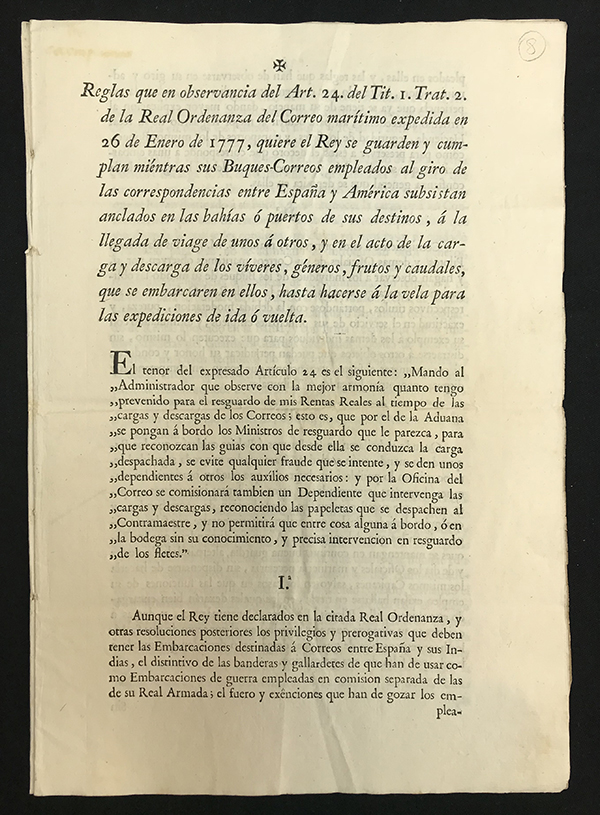 8
✠
Reglas que en observancia del Art. 24. del Tit. 1. Trat. 2.
de la Real Ordenanza del Correo marítimo expedida en
26 de Enero de 1777, quiere el Rey se guarden y cum-
plan miéntras sus Buques-Correos empleados al giro de
las correspondencias entre España y América subsistan
anclados en las bahías ó puertos de sus destinos, á la
llegada de viage de unos á otros, y en el acto de la car-
ga y descarga de los víveres, géneros, frutos y caudales,
que se embarcaren en ellos, hasta hacerse á la vela para
las expediciones de ida ó vuelta.
El tenor del expresado Artículo 24 es el siguiente: „Mando al
„Administrador que observe con la mejor armonía quanto tengo
„prevenido para el resguardo de mis Rentas Reales al tiempo de las
„cargas y descargas de los Correos; esto es, que por el de la Aduana
„se pongan á bordo los Ministros de resguardo que le parezca, para
„que reconozcan las guias con que desde ella se conduzca la carga
„despachada, se evite qualquier fraude que se intente, y se den unos
„dependientes á otros los auxílios necesarios: y por la Oficina del
„Correo se comisionará tambien un Dependiente que intervenga las
„cargas y descargas, reconociendo las papeletas que se despachen al
„Contramaestre, y no permitirá que entre cosa alguna á bordo, ó en
„la bodega sin su conocimiento, y precisa intervencion en resguardo
„de los fletes.”
I.ª
Aunque el Rey tiene declarados en la citada Real Ordenanza, y
otras resoluciones posteriores los privilegios y prerogativas que deben
tener las Embarcaciones destinadas á Correos entre España y sus In-
dias, el distintivo de las banderas y gallardetes de que han de usar co-
mo Embarcaciones de guerra empleadas en comision separada de las
de su Real Armada; el fuero y exênciones que han de gozar los em-
plea-